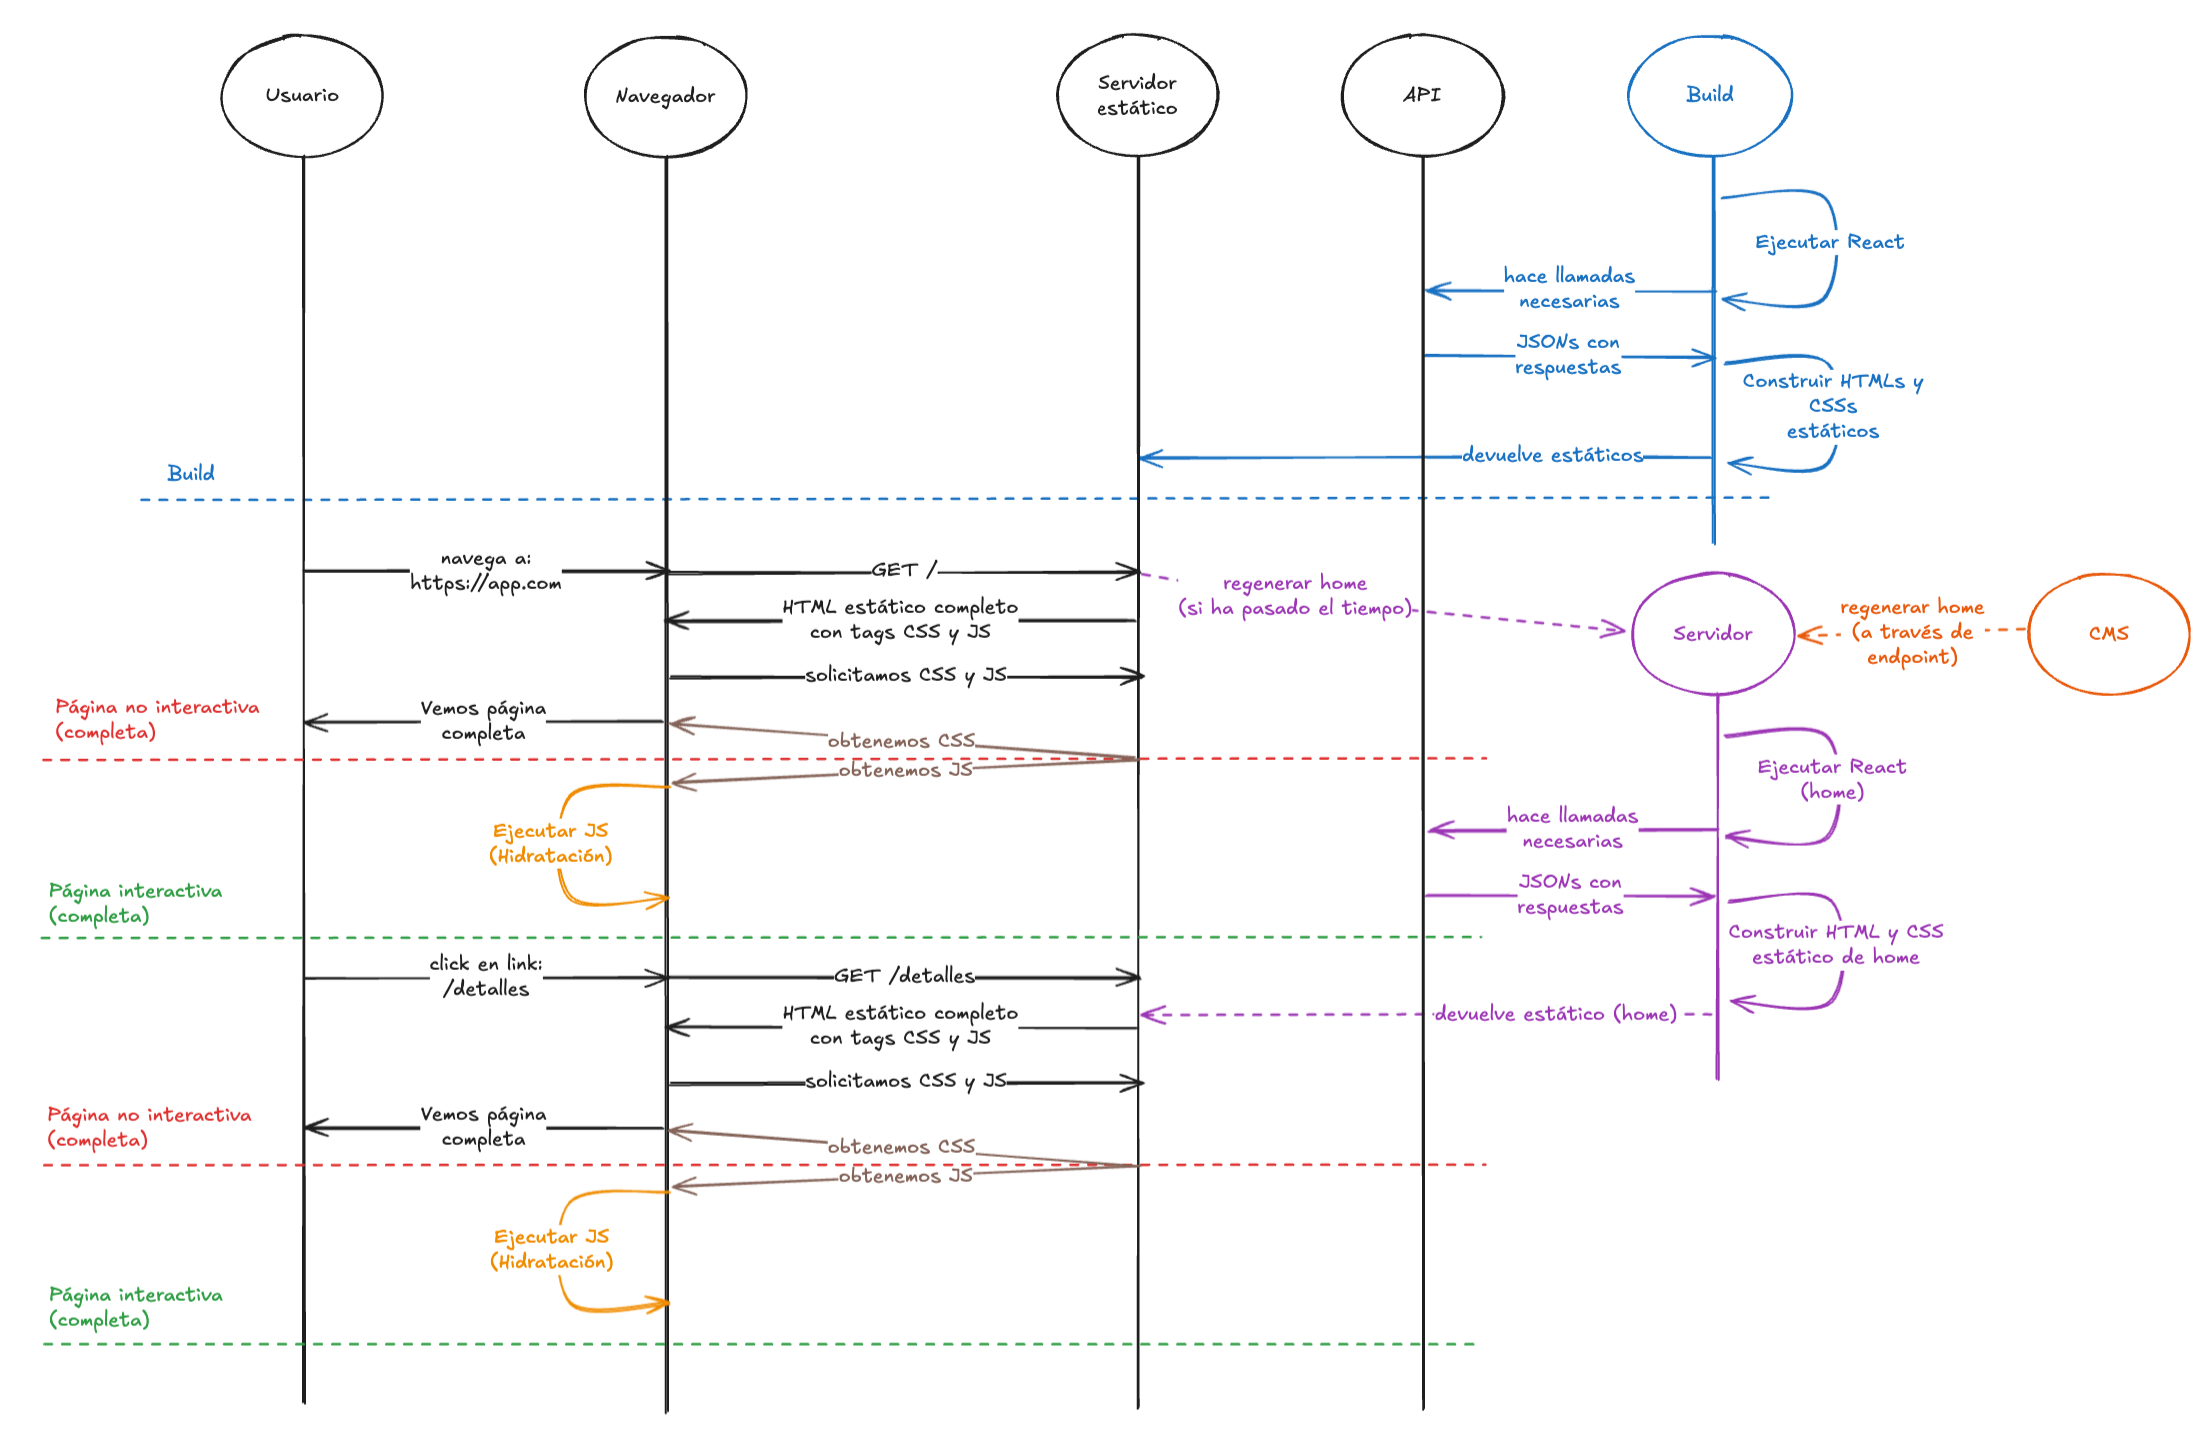 Usuario
Navegador
Servidor
estático
API
Build
Ejecutar React
hace llamadas
necesarias
JSONs con
respuestas
Construir HTMLs y
CSSs
estáticos
devuelve estáticos
Build
navega a:
https://app.com
GET /
regenerar home
(si ha pasado el tiempo)
HTML estático completo
con tags CSS y JS
Servidor
regenerar home
(a través de
endpoint)
CMS
solicitamos CSS y JS
Página no interactiva
(completa)
Vemos página
completa
obtenemos CSS
obtenemos JS
Ejecutar React
(home)
Ejecutar JS
(Hidratación)
hace llamadas
necesarias
Página interactiva
(completa)
JSONs con
respuestas
Construir HTML y CSS
estático de home
click en link:
/detalles
GET /detalles
HTML estático completo
con tags CSS y JS
devuelve estático (home)
solicitamos CSS y JS
Página no interactiva
(completa)
Vemos página
completa
obtenemos CSS
obtenemos JS
Ejecutar JS
(Hidratación)
Página interactiva
(completa)